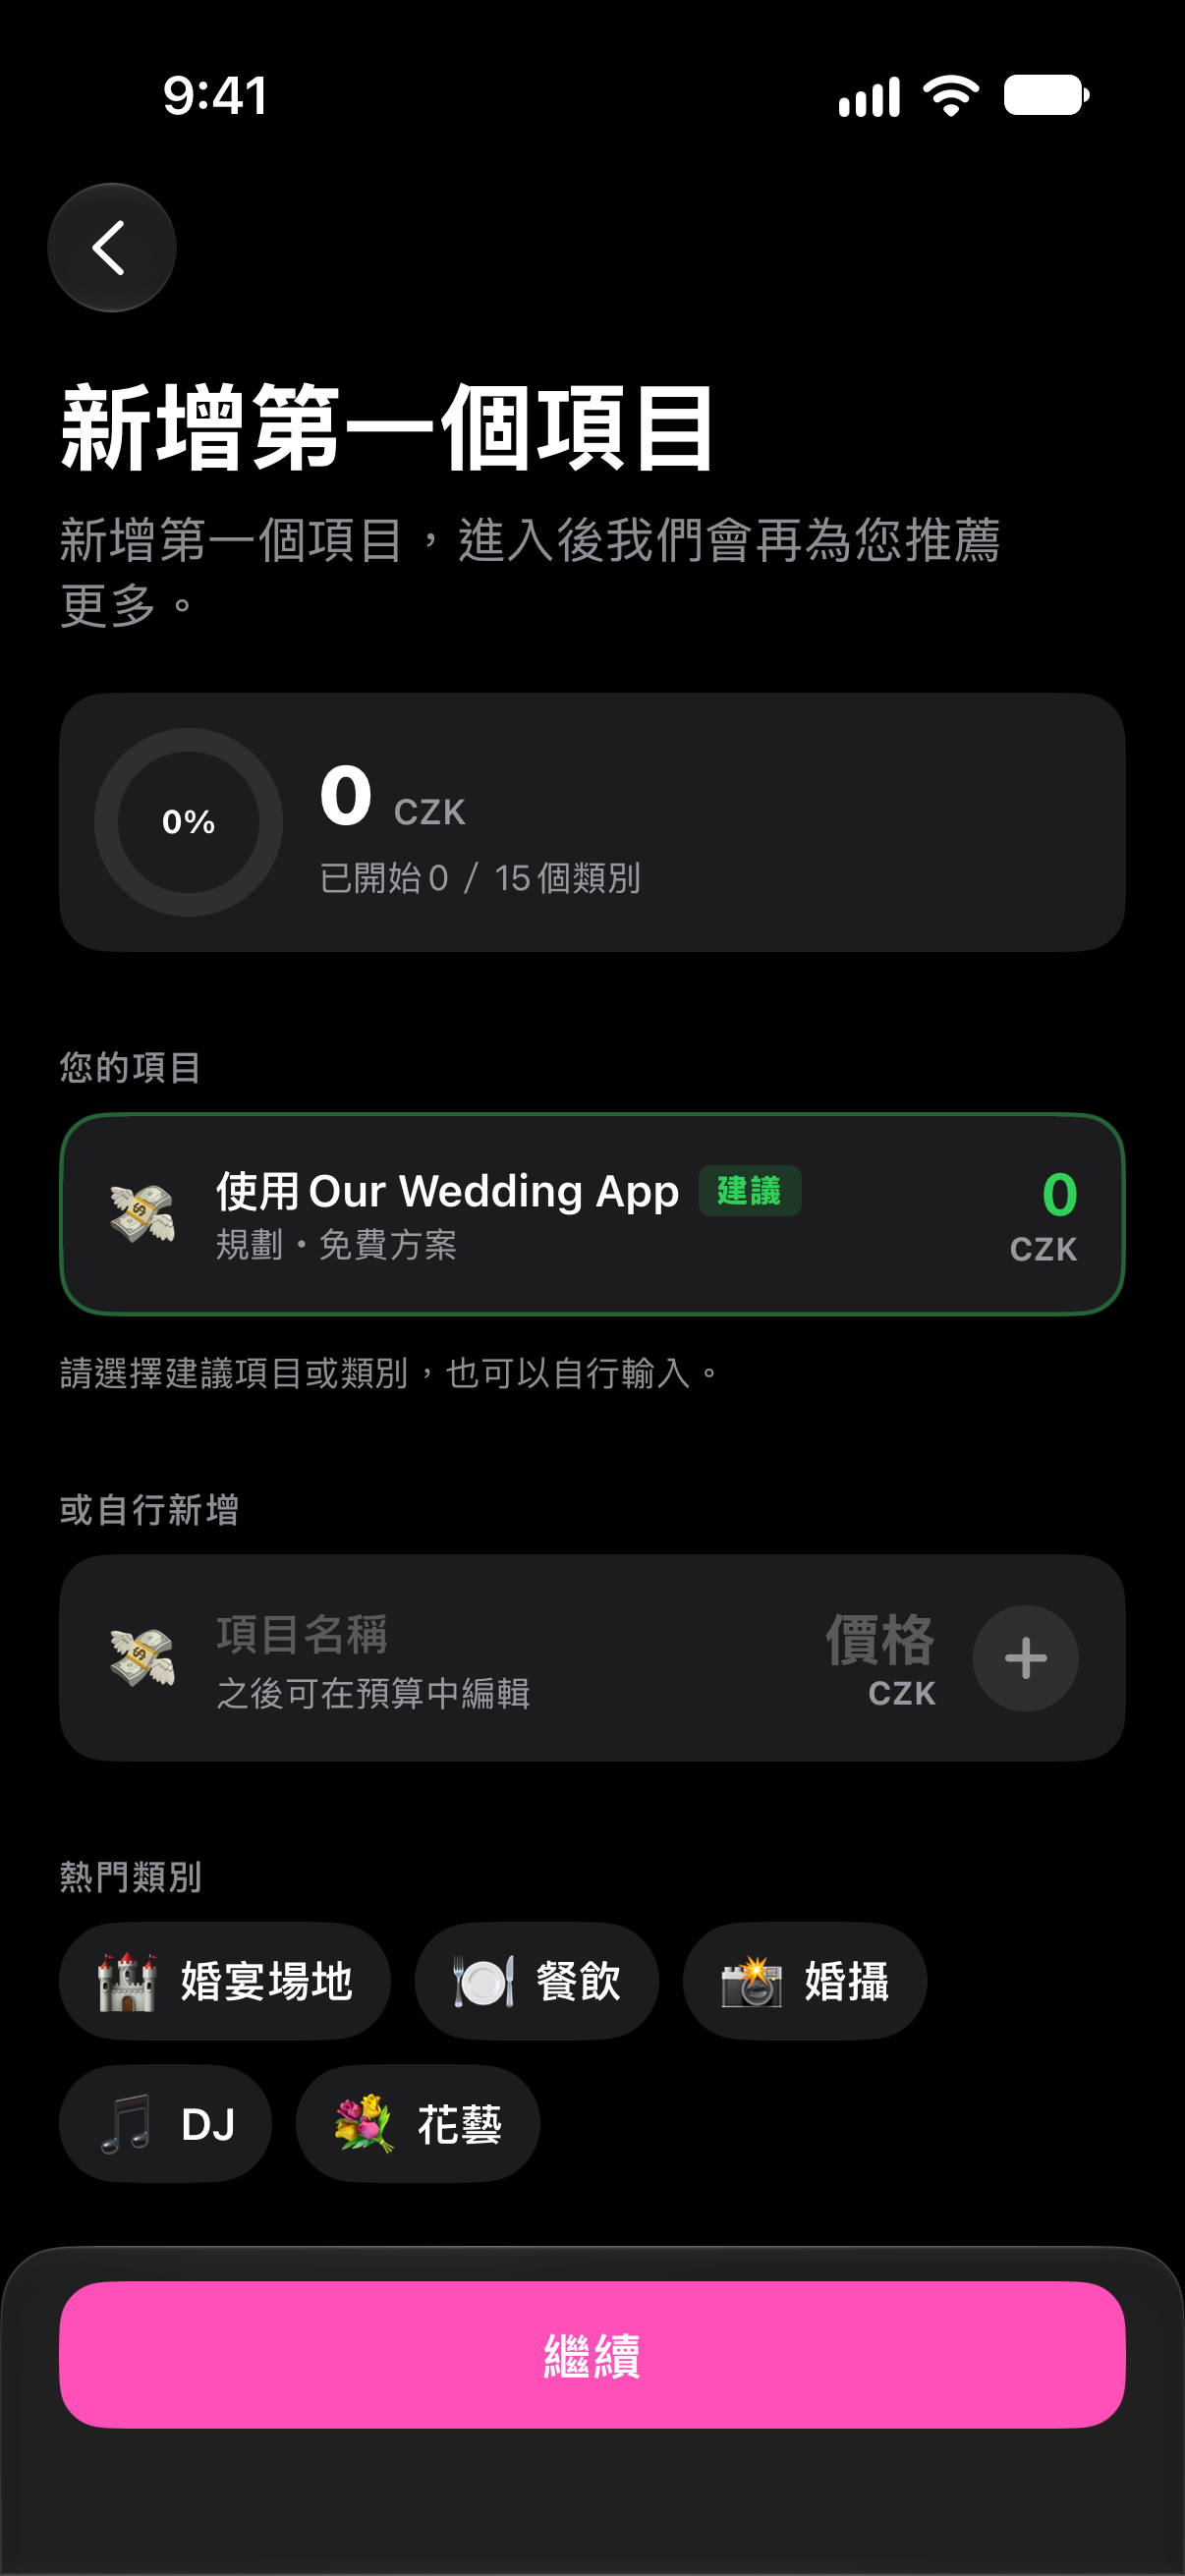 9:41
新增第一個項目
新增第一個項目，進入後我們會再為您推薦
更多。
0%
0 CZK
已開始 0 / 15 個類別
您的項目
使用 Our Wedding App 建議
規劃・免費方案
0
CZK
請選擇建議項目或類別，也可以自行輸入。
或自行新增
項目名稱
之後可在預算中編輯
價格
CZK
熱門類別
婚宴場地
餐飲
婚攝
DJ
花藝
繼續